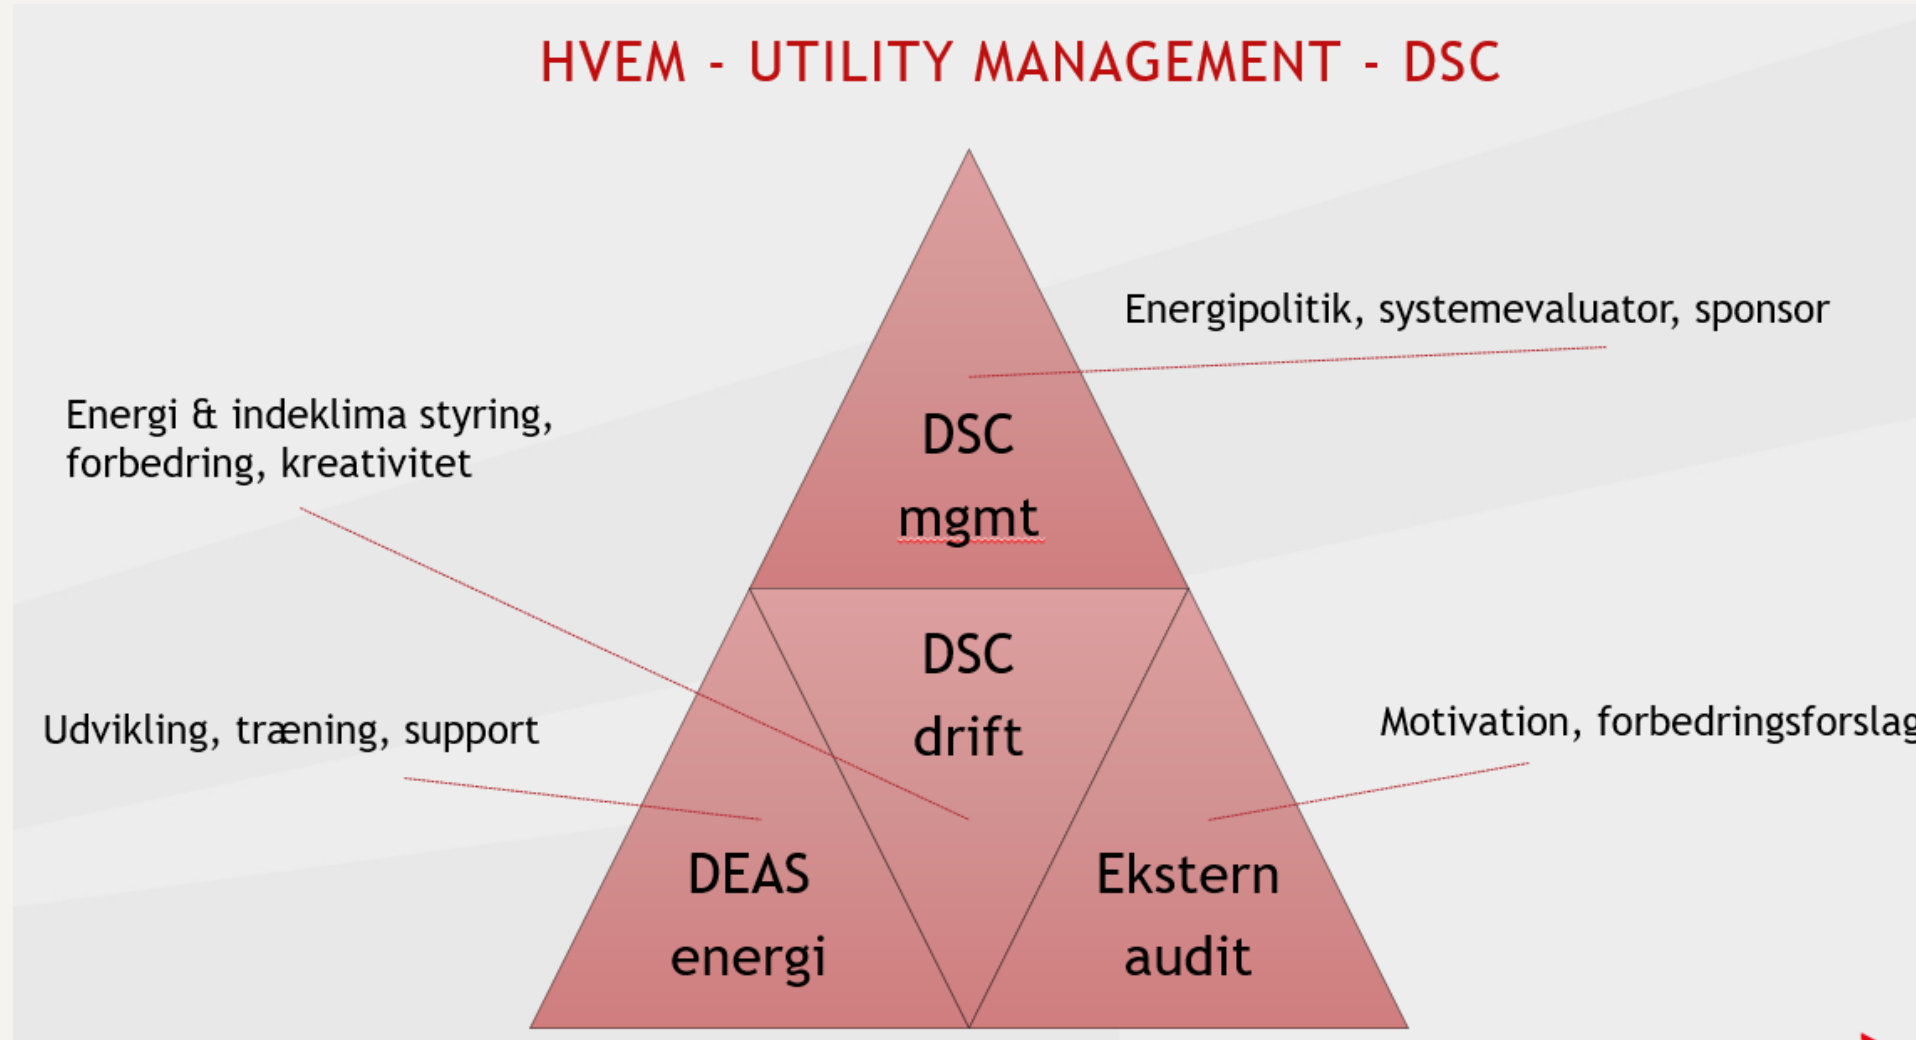 HVEM - UTILITY MANAGEMENT - DSC
Energipolitik, systemevaluator, sponsor
Energi & indeklima styring,
forbedring, kreativitet
DSC
mgmt
DSC
drift
Udvikling, træning, support
Motivation, forbedringsforslag
DEAS
energi
Ekstern
audit